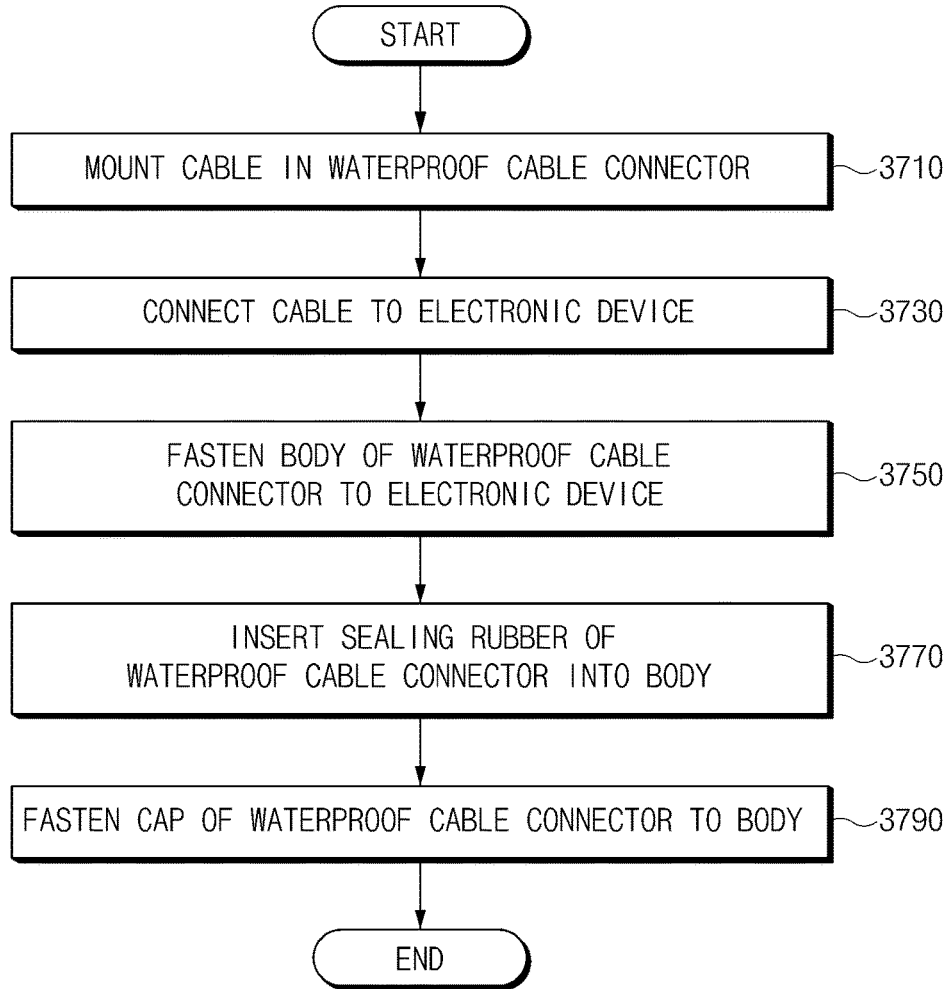 START
MOUNT CABLE IN WATERPROOF CABLE CONNECTOR
3710
CONNECT CABLE TO ELECTRONIC DEVICE
3730
FASTEN BODY OF WATERPROOF CABLE
CONNECTOR TO ELECTRONIC DEVICE
3750
INSERT SEALING RUBBER OF
WATERPROOF CABLE CONNECTOR INTO BODY
3770
FASTEN CAP OF WATERPROOF CABLE CONNECTOR TO BODY
3790
END